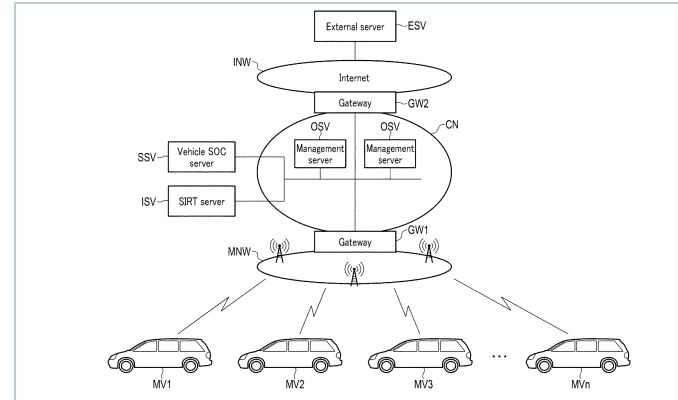 External server
ESV
INW
Internet
Gateway
GW2
CN
OSV
OSV
Management
server
Management
server
Vehicle SOC
server
SSV
ISV
SIRT server
GW1
Gateway
MNW
MV1
MV2
MV3
...
MVn